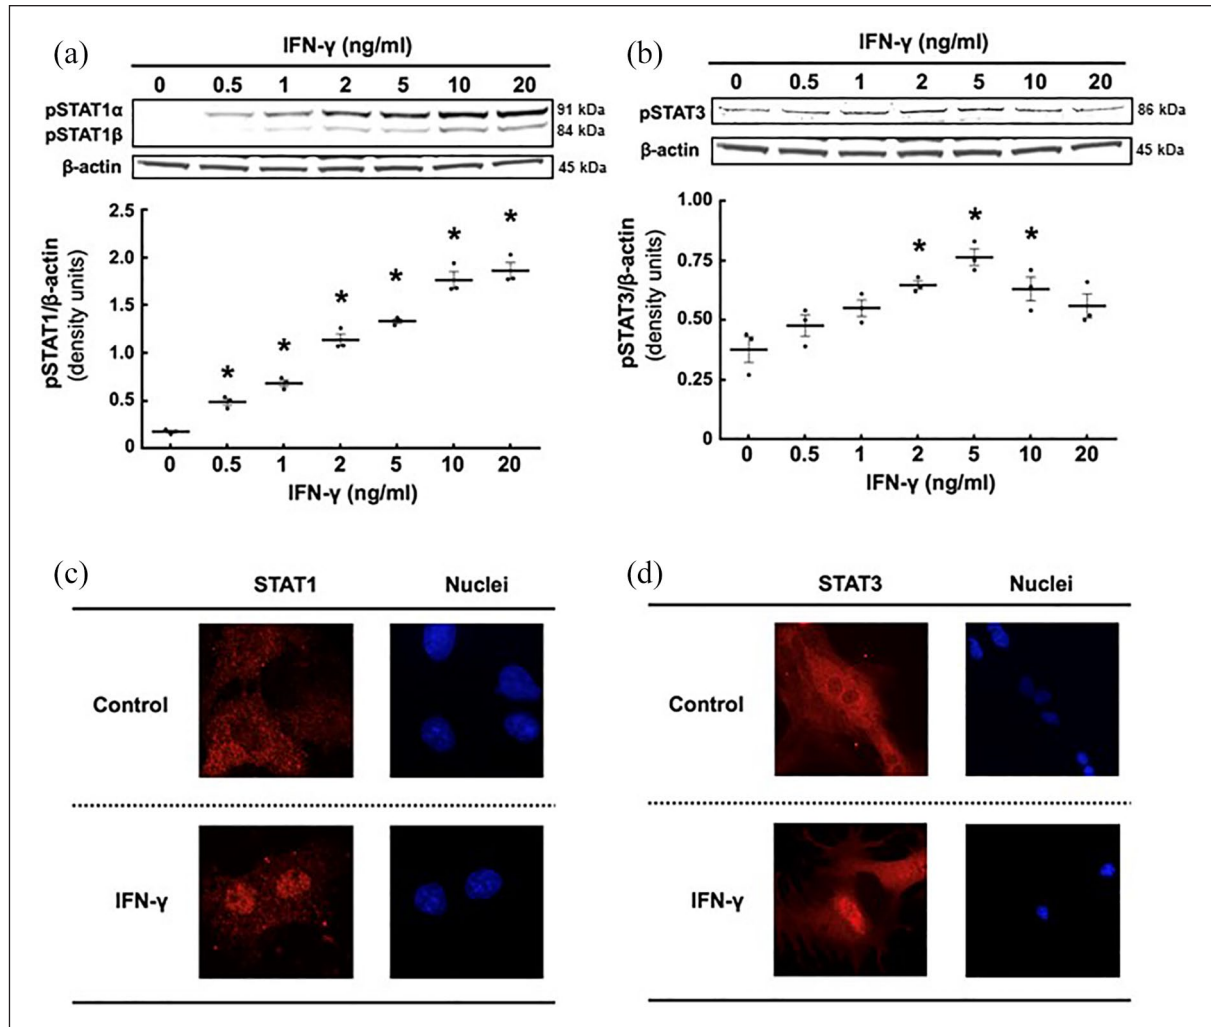 (a)
IFN-γ (ng/ml)
0 0.5 1 2 5 10 20
pSTAT1α 91 kDa
pSTAT1β 84 kDa
β-actin 45 kDa
pSTAT1/β-actin
(density units)
2.5
2.0
1.5
1.0
0.5
0
* * * * * *
0 0.5 1 2 5 10 20
IFN-γ (ng/ml)
(b)
IFN-γ (ng/ml)
0 0.5 1 2 5 10 20
pSTAT3 86 kDa
β-actin 45 kDa
pSTAT3/β-actin
(density units)
1.00
0.75
0.50
0.25
0
* * *
0 0.5 1 2 5 10 20
IFN-γ (ng/ml)
(c)
STAT1 Nuclei
Control
IFN-γ
(d)
STAT3 Nuclei
Control
IFN-γ